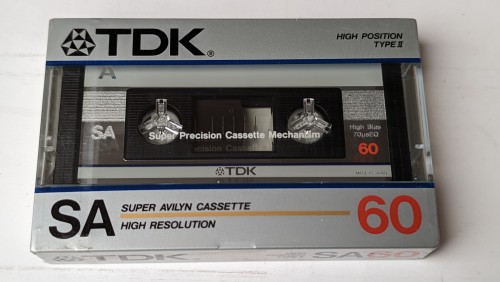 TDK®
HIGH POSITION
TYPE II
A
SA
Super Precision Cassette Mechanism
High Bias
70μsEQ
60
TDK
SA
SUPER AVILYN CASSETTE
HIGH RESOLUTION
60
SA60